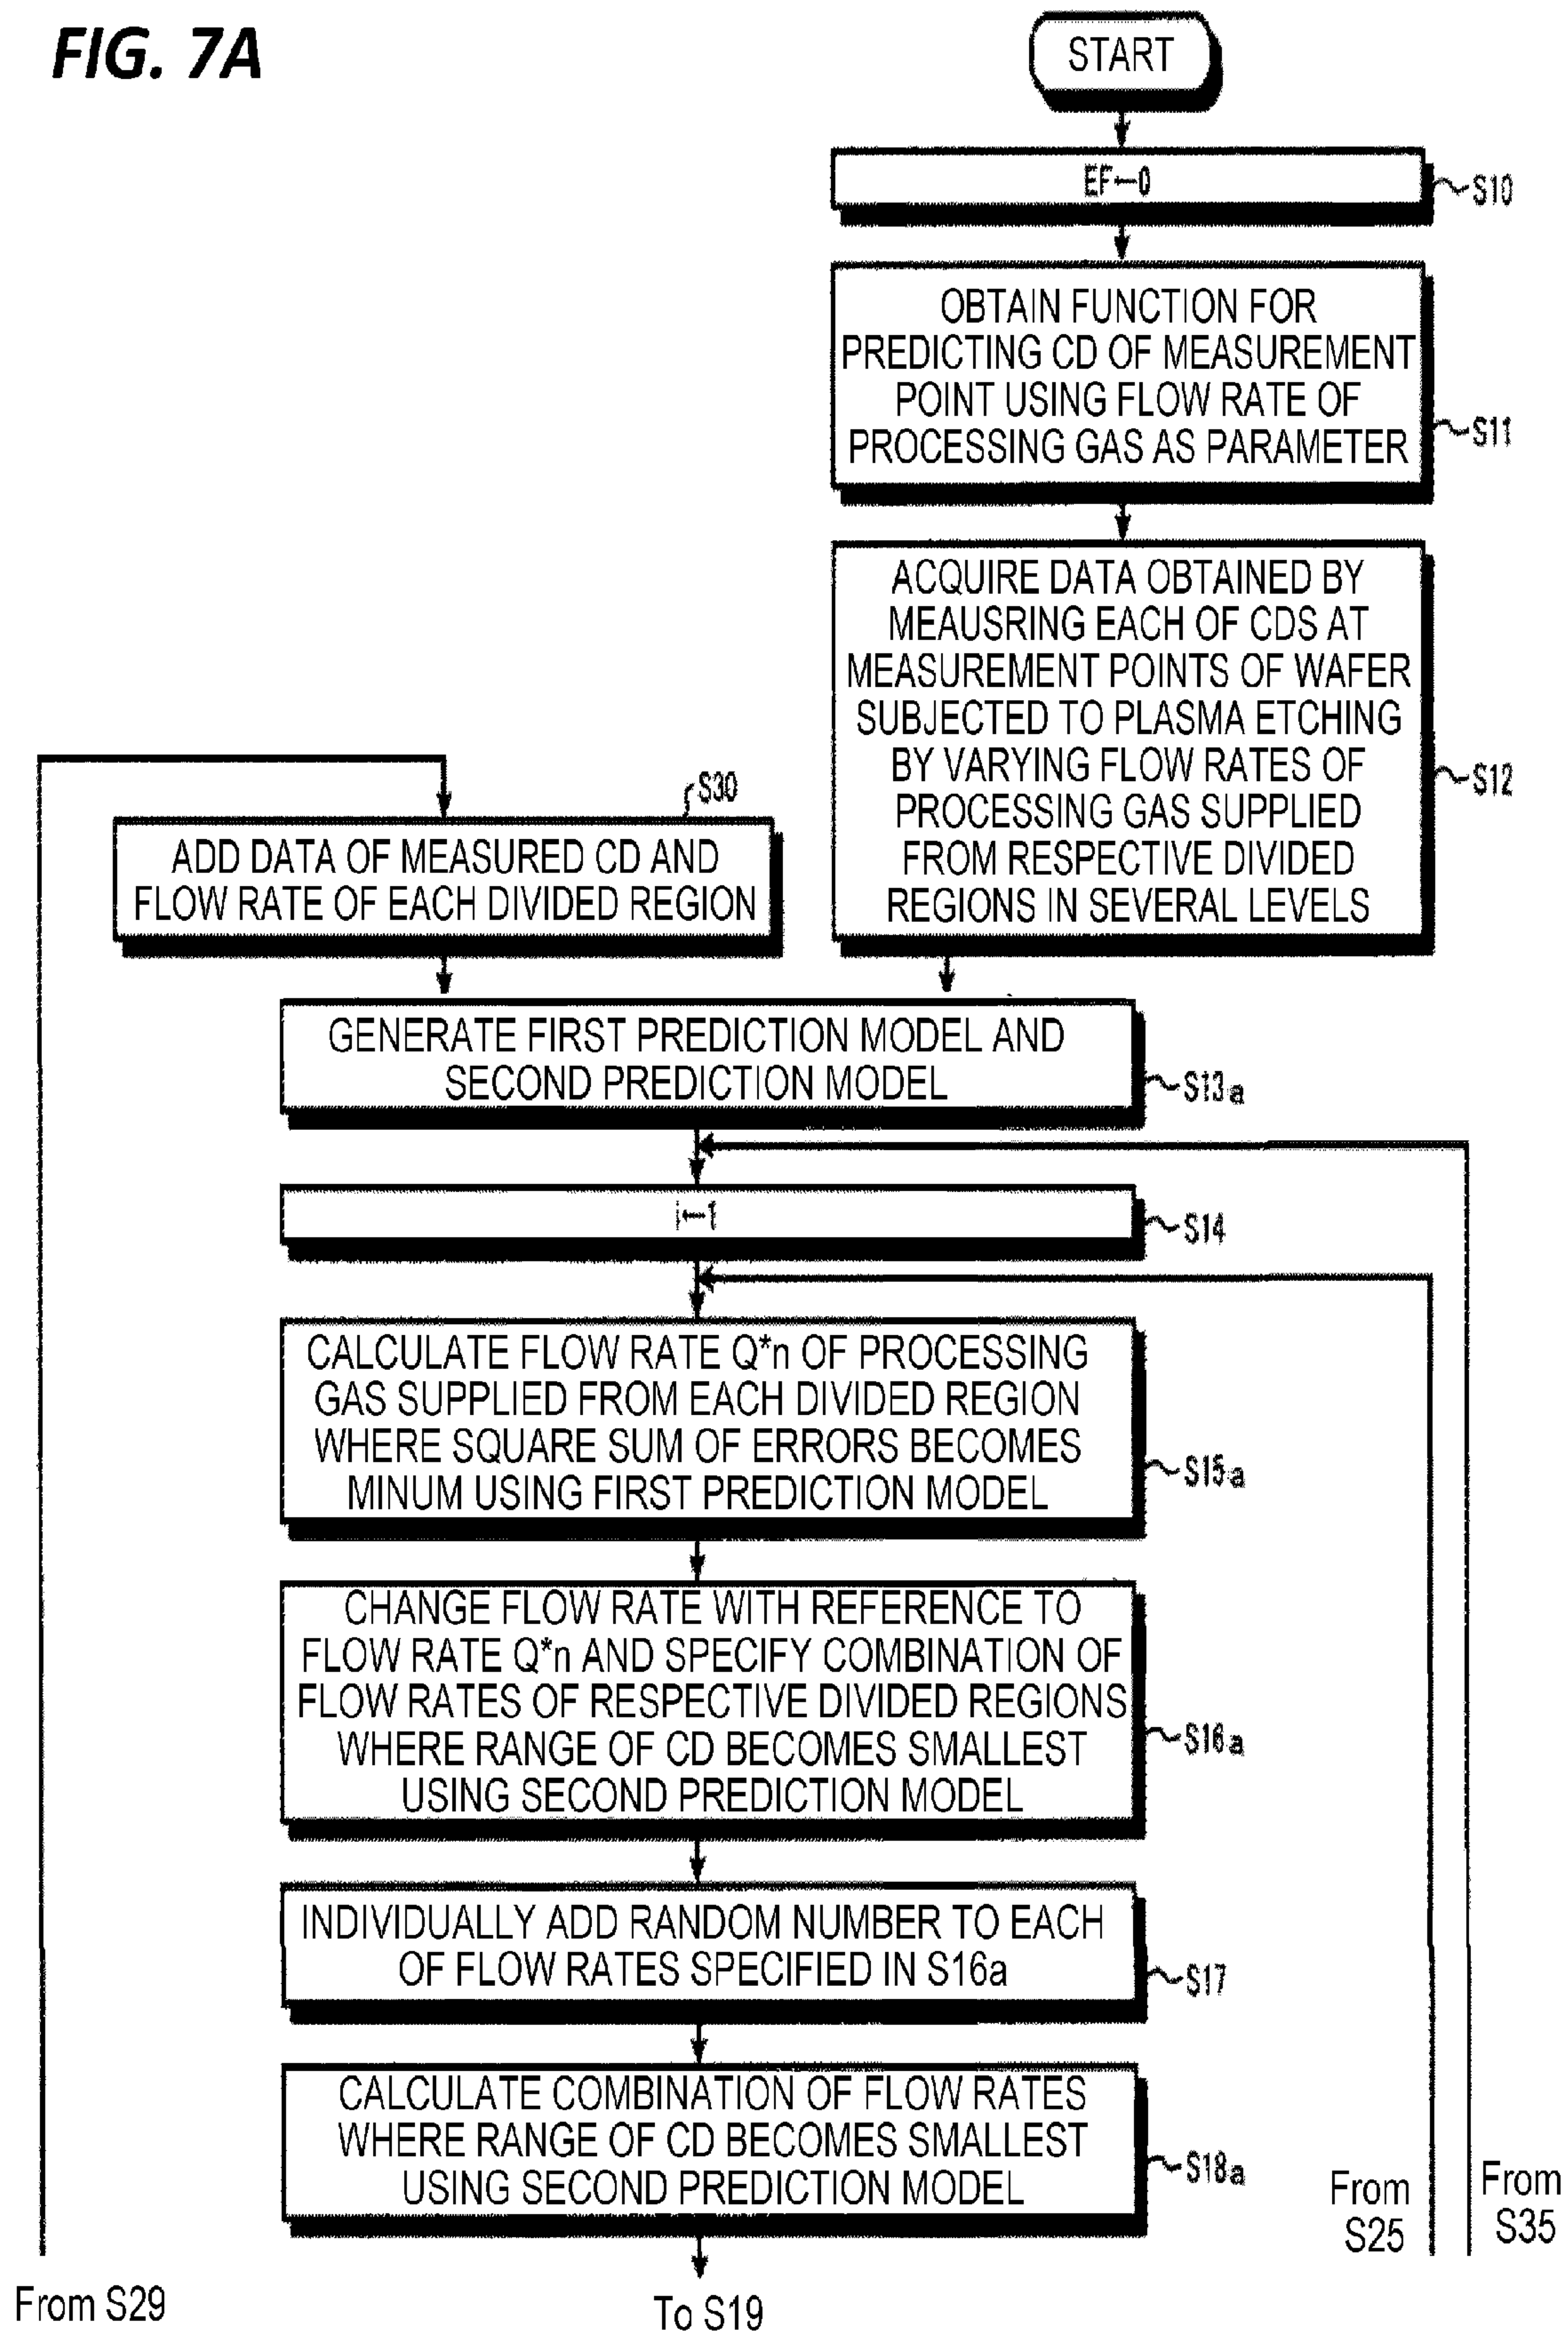 FIG. 7A
START
EF←0
S10
OBTAIN FUNCTION FOR
PREDICTING CD OF MEASUREMENT
POINT USING FLOW RATE OF
PROCESSING GAS AS PARAMETER
S11
ACQUIRE DATA OBTAINED BY
MEAUSRING EACH OF CDS AT
MEASUREMENT POINTS OF WAFER
SUBJECTED TO PLASMA ETCHING
BY VARYING FLOW RATES OF
PROCESSING GAS SUPPLIED
FROM RESPECTIVE DIVIDED
REGIONS IN SEVERAL LEVELS
S12
S30
ADD DATA OF MEASURED CD AND
FLOW RATE OF EACH DIVIDED REGION
GENERATE FIRST PREDICTION MODEL AND
SECOND PREDICTION MODEL
S13a
i←1
S14
CALCULATE FLOW RATE Q*n OF PROCESSING
GAS SUPPLIED FROM EACH DIVIDED REGION
WHERE SQUARE SUM OF ERRORS BECOMES
MINUM USING FIRST PREDICTION MODEL
S15a
CHANGE FLOW RATE WITH REFERENCE TO
FLOW RATE Q*n AND SPECIFY COMBINATION OF
FLOW RATES OF RESPECTIVE DIVIDED REGIONS
WHERE RANGE OF CD BECOMES SMALLEST
USING SECOND PREDICTION MODEL
S16a
INDIVIDUALLY ADD RANDOM NUMBER TO EACH
OF FLOW RATES SPECIFIED IN S16a
S17
CALCULATE COMBINATION OF FLOW RATES
WHERE RANGE OF CD BECOMES SMALLEST
USING SECOND PREDICTION MODEL
S18a
From
S25
From
S35
From S29
To S19